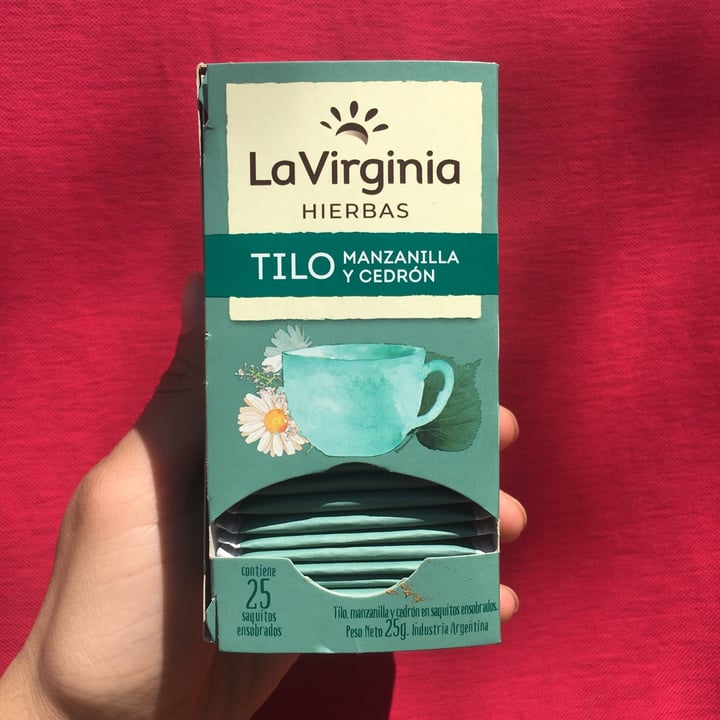 LaVirginia
HIERBAS
TILO MANZANILLA
Y CEDRÓN
contiene
25
saquitos
ensobrados
Tilo, manzanilla y cedrón en saquitos ensobrados.
Peso Neto 25g. Industria Argentina